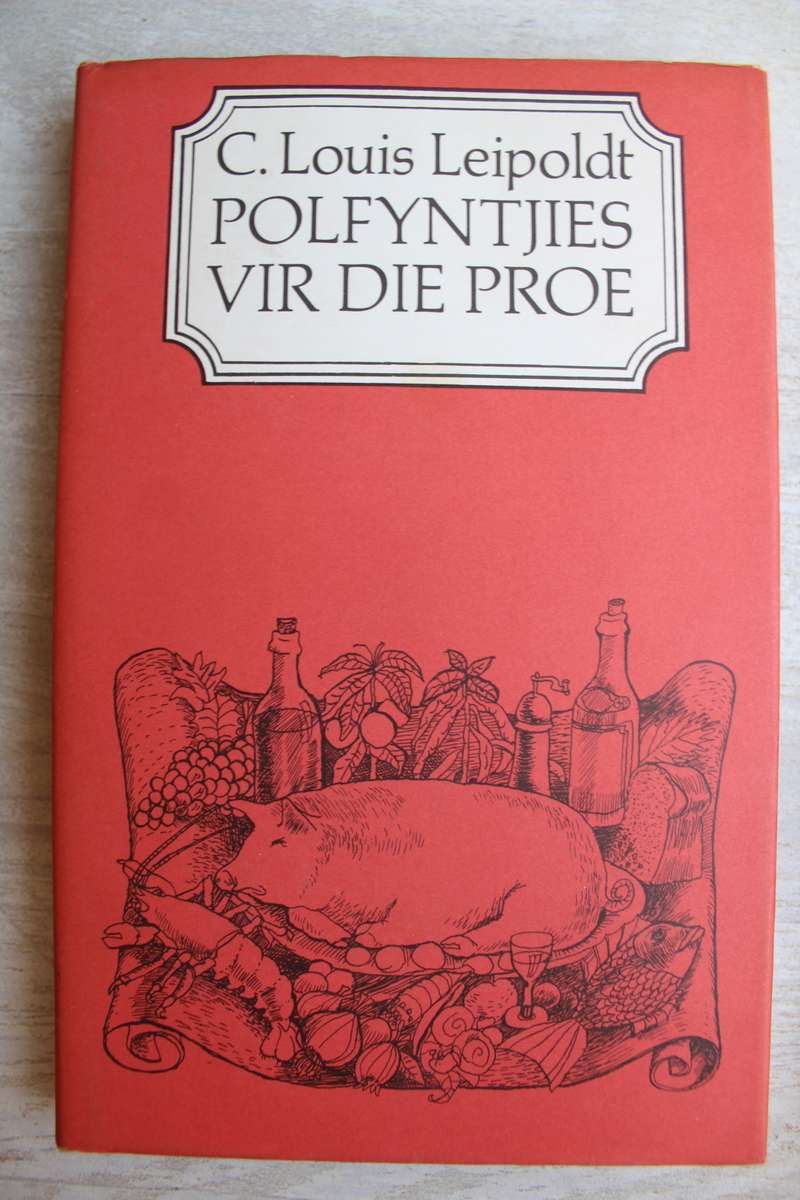 C. Louis Leipoldt
POLFYNTJIES
VIR DIE PROE